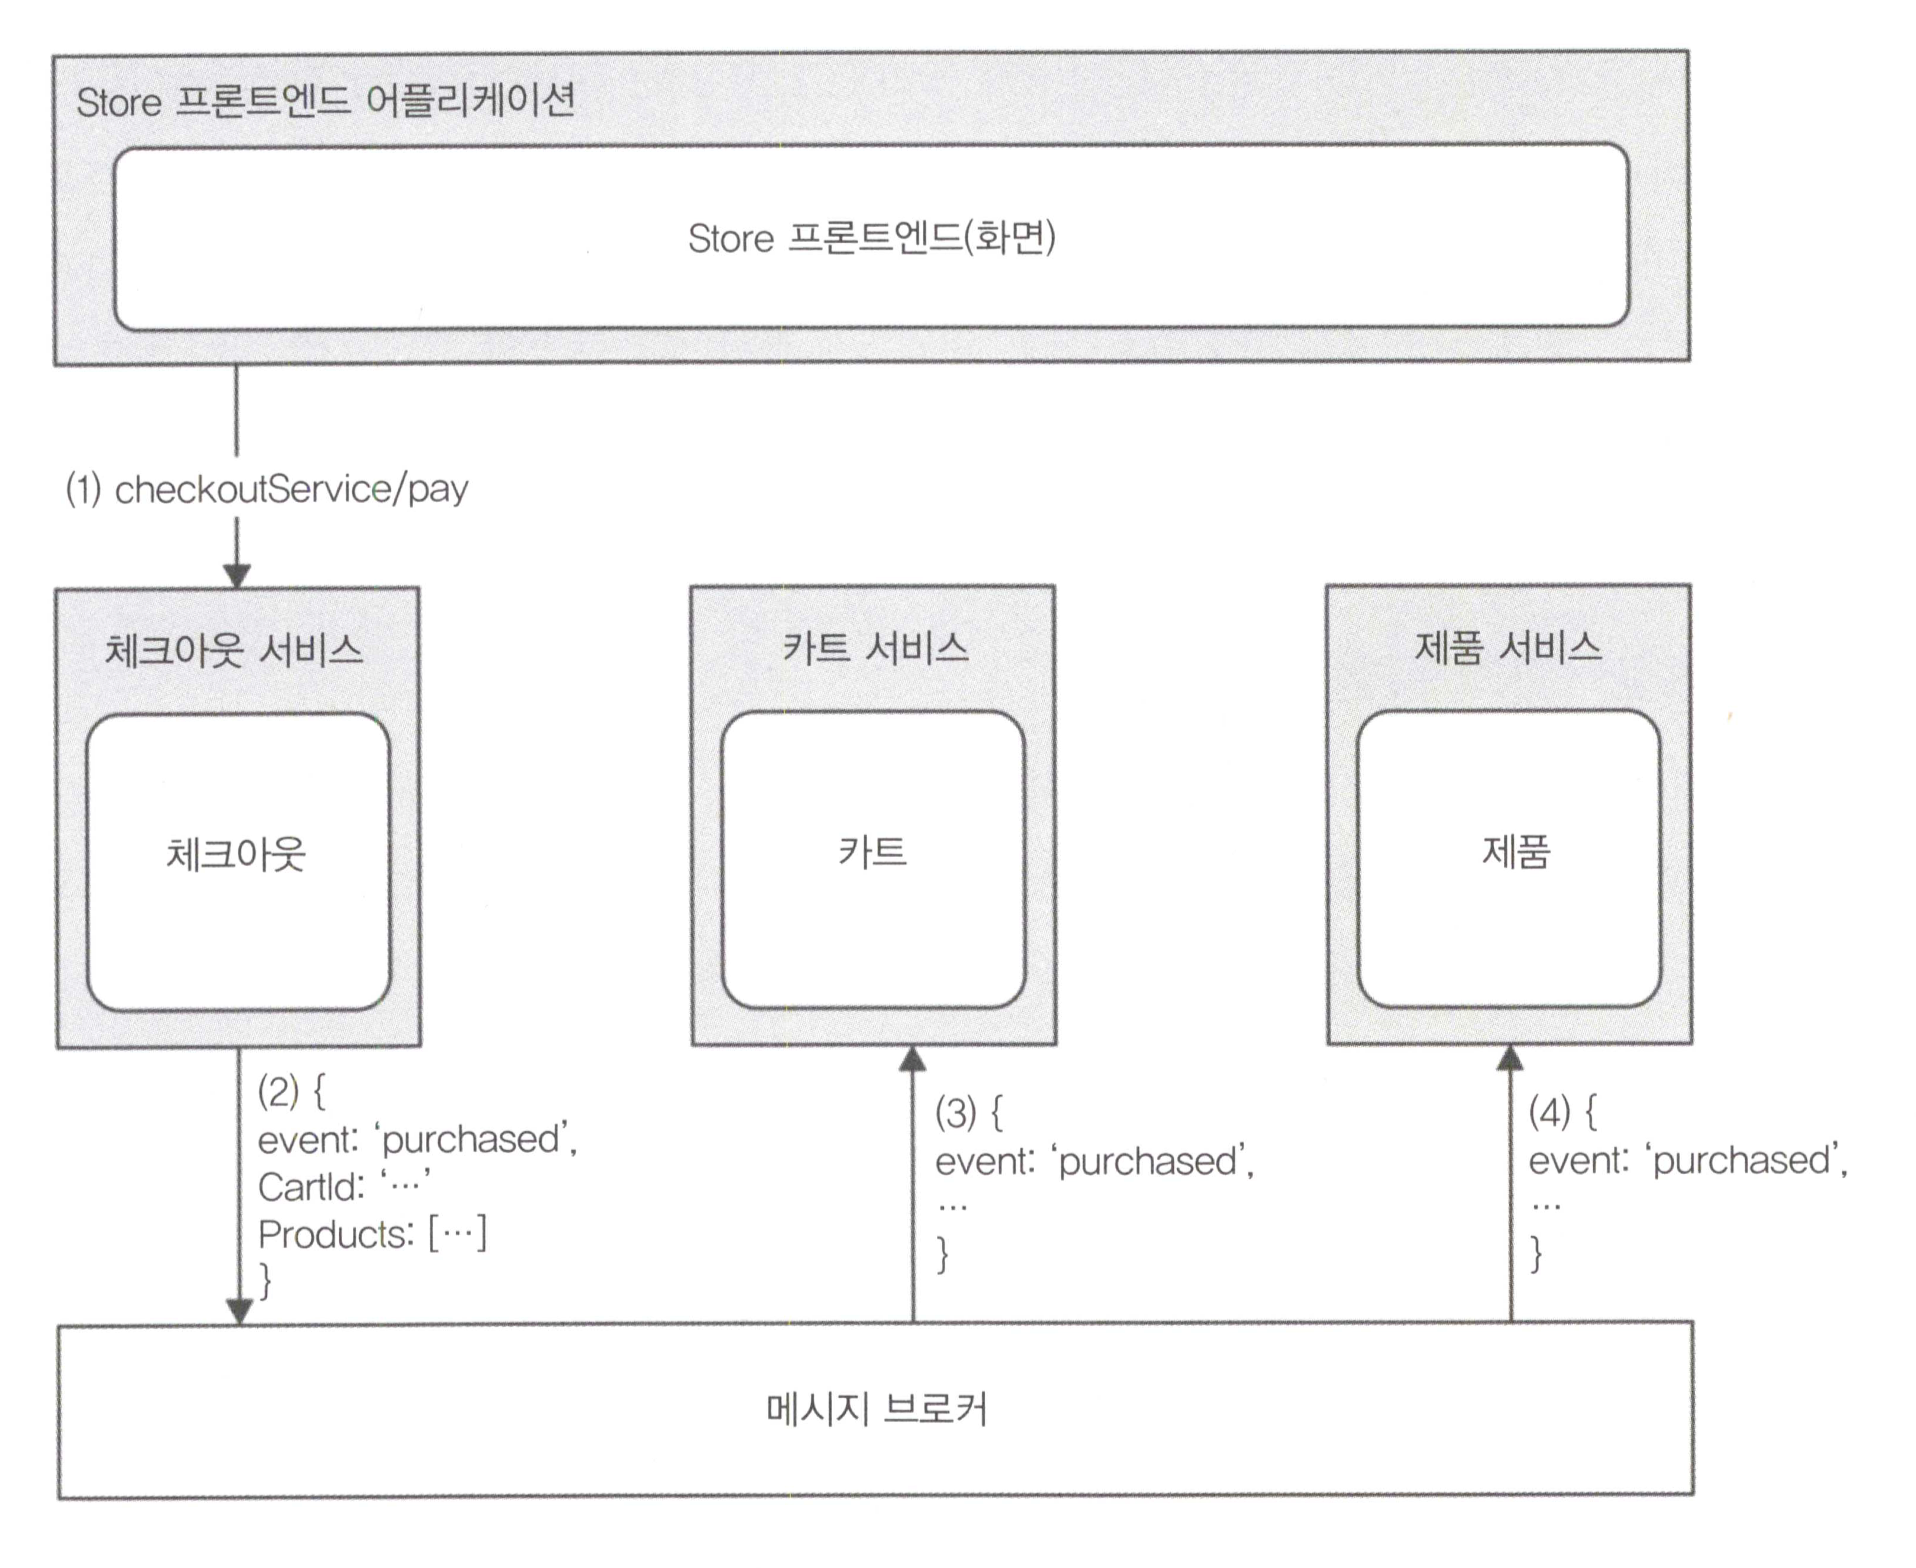 Store 프론트엔드 어플리케이션
Store 프론트엔드(화면)
(1) checkoutService/pay
체크아웃 서비스
체크아웃
카트 서비스
카트
제품 서비스
제품
(2) {
event: ‘purchased’,
CartId: ‘…’
Products: […]
}
(3) {
event: ‘purchased’,
…
}
(4) {
event: ‘purchased’,
…
}
메시지 브로커